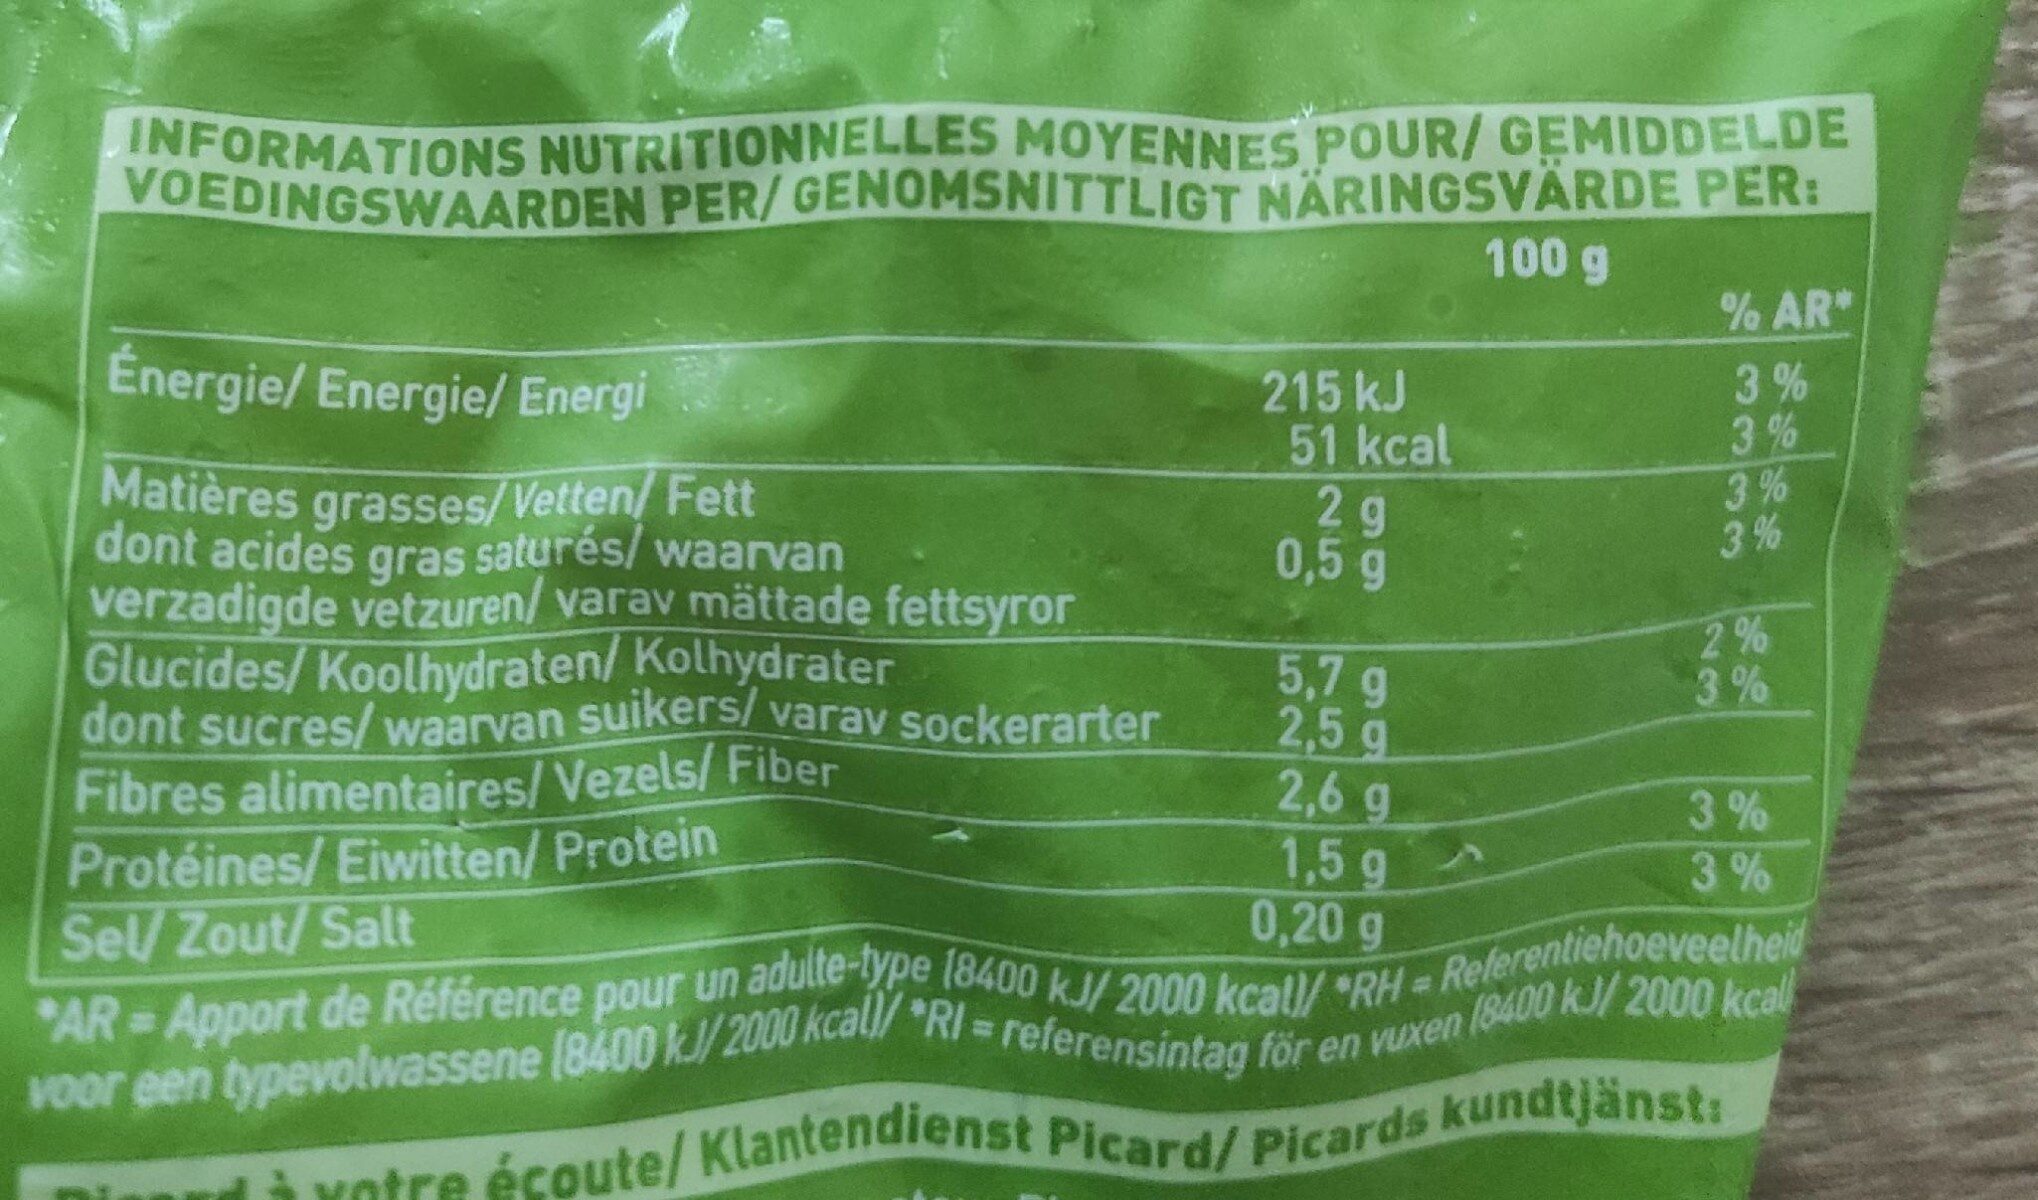 INFORMATIONS NUTRITIONNELLES MOYENNES POUR/ GEMIDDELDE
VOEDINGSWAARDEN PER/ GENOMSNITTLIGT NÄRINGSVÄRDE PER:
100 g
% AR*
Énergie/ Energie/ Energi 215 kJ 3 %
51 kcal 3 %
Matières grasses/ Vetten/ Fett 2 g 3 %
dont acides gras saturés/ waarvan 0,5 g 3 %
verzadigde vetzuren/ varav mättade fettsyror
Glucides/ Koolhydraten/ Kolhydrater 5,7 g 2 %
dont sucres/ waarvan suikers/ varav sockerarter 2,5 g 3 %
Fibres alimentaires/ Vezels/ Fiber 2,6 g
Protéines/ Eiwitten/ Protein 1,5 g 3 %
Sel/ Zout/ Salt 0,20 g 3 %
*AR = Apport de Référence pour un adulte-type (8400 kJ/ 2000 kcal)/ *RH = Referentiehoeveelheid
voor een typevolwassene (8400 kJ/ 2000 kcal)/ *RI = referensintag för en vuxen (8400 kJ/ 2000 kcal)
Picard à votre écoute/ Klantendienst Picard/ Picards kundtjänst: